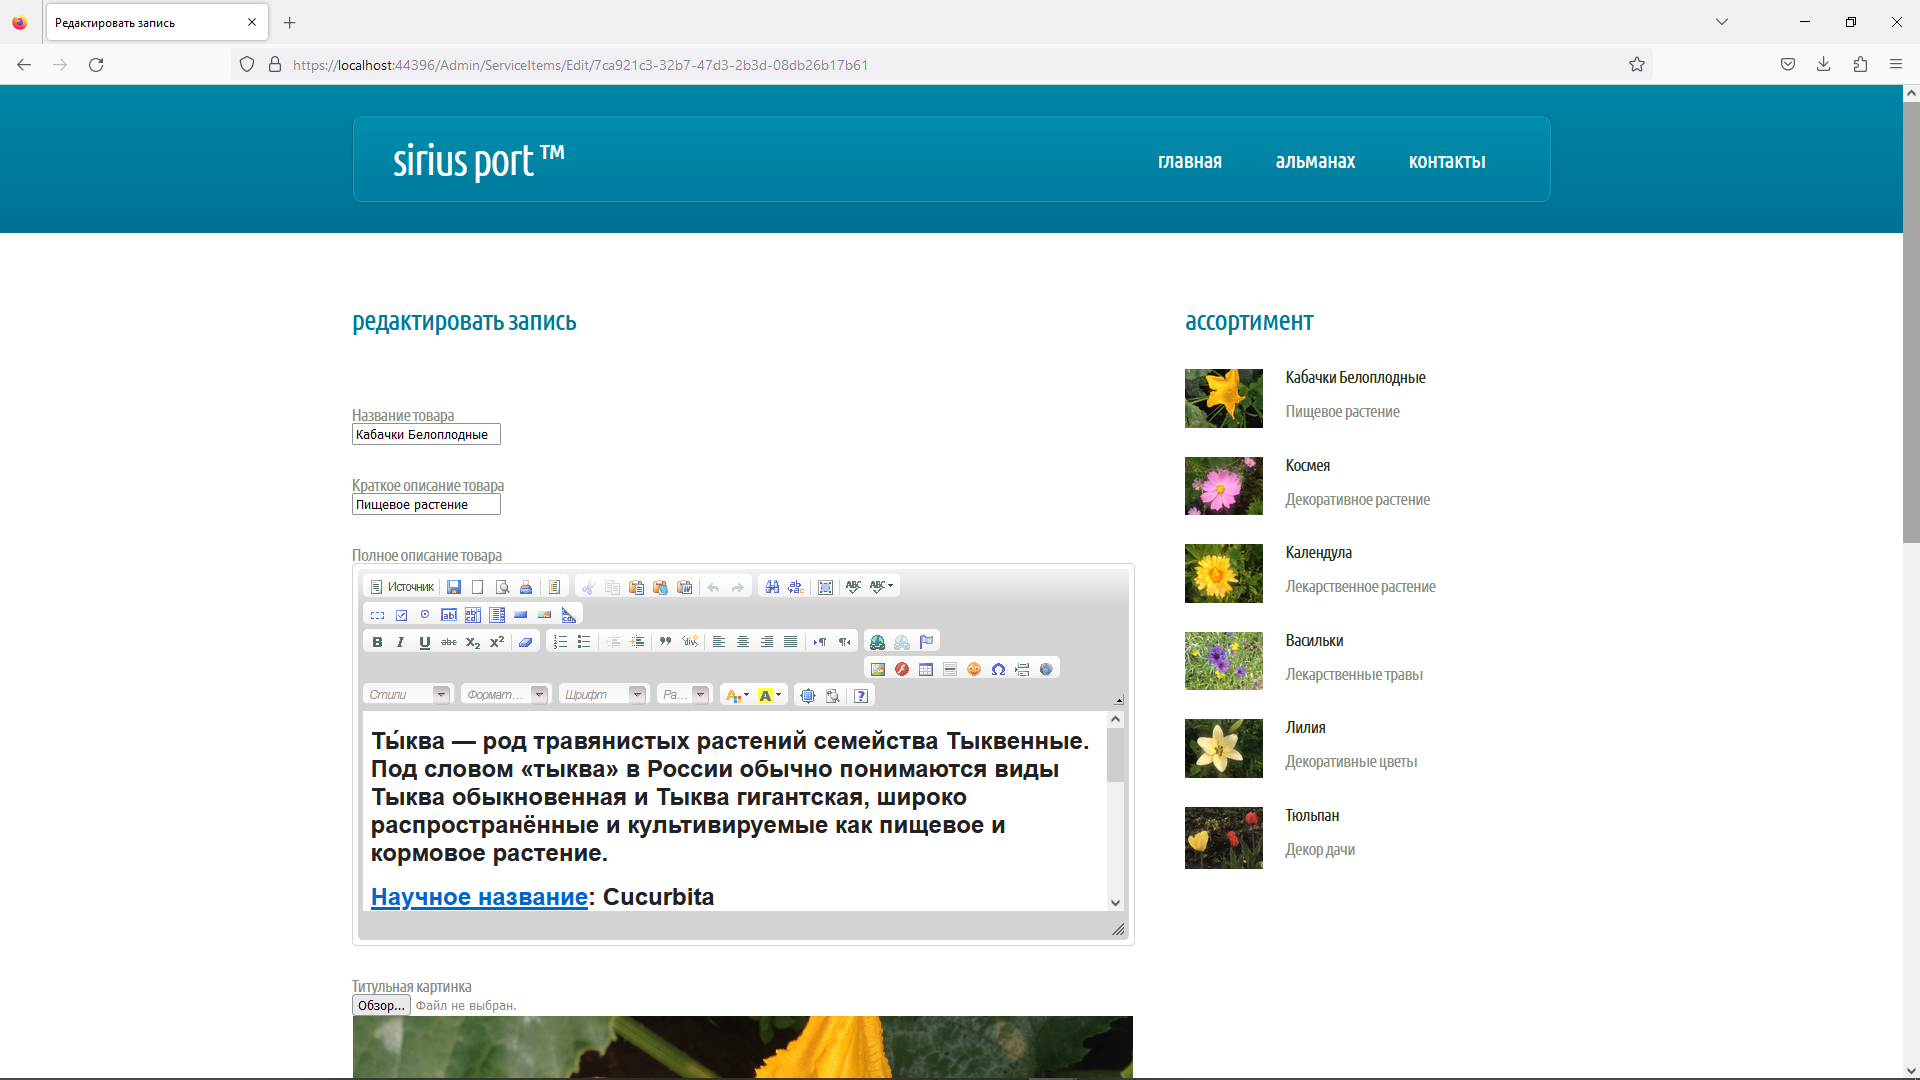 Редактировать запись
https://localhost:44396/Admin/ServiceItems/Edit/7ca921c3-32b7-47d3-2b3d-08db26b17b61
sirius port ™
главная
альманах
контакты
редактировать запись
Название товара
Кабачки Белоплодные
Краткое описание товара
Пищевое растение
Полное описание товара
Источник
Стили
Формат...
Шрифт
Ра...
Ты́ква — род травянистых растений семейства Тыквенные.
Под словом «тыква» в России обычно понимаются виды
Тыква обыкновенная и Тыква гигантская, широко
распространённые и культивируемые как пищевое и
кормовое растение.
Научное название: Cucurbita
Титульная картинка
Обзор... Файл не выбран.
ассортимент
Кабачки Белоплодные
Пищевое растение
Космея
Декоративное растение
Календула
Лекарственное растение
Васильки
Лекарственные травы
Лилия
Декоративные цветы
Тюльпан
Декор дачи